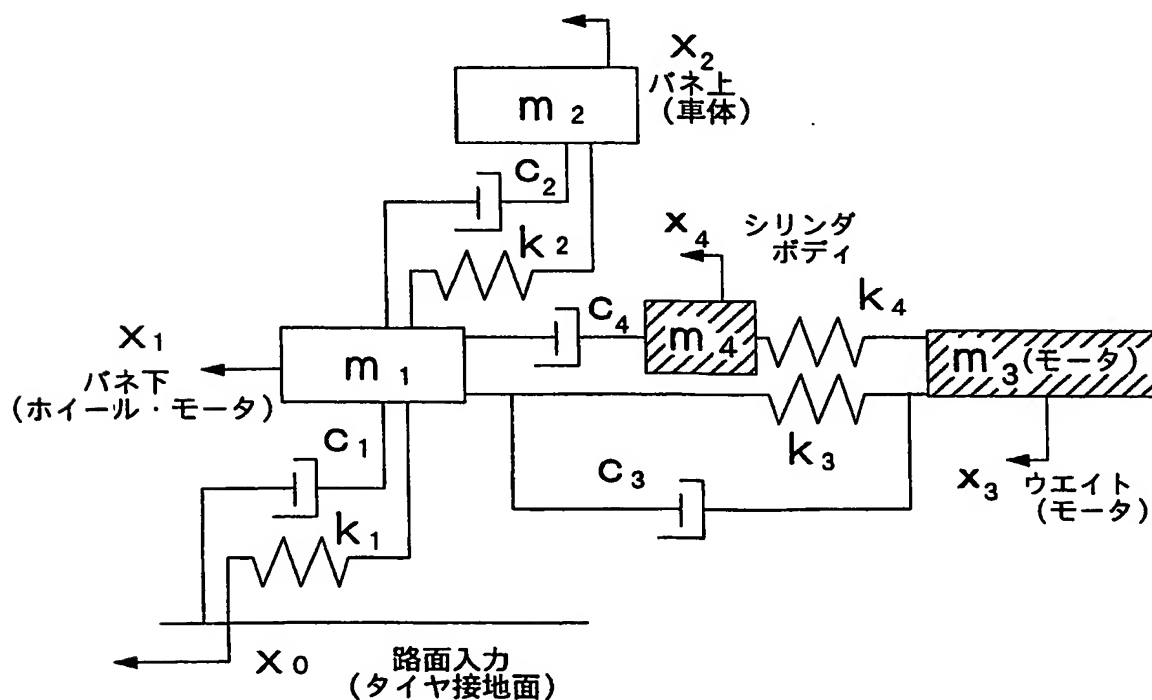 x₂
バネ上
(車体)
m₂
c₂
k₂
x₄
シリンダ
ボディ
c₄
m₄
k₄
x₁
バネ下
(ホイール・モータ)
m₁
m₃(モータ)
k₃
c₃
x₃
ウエイト
(モータ)
c₁
k₁
x₀
路面入力
(タイヤ接地面)